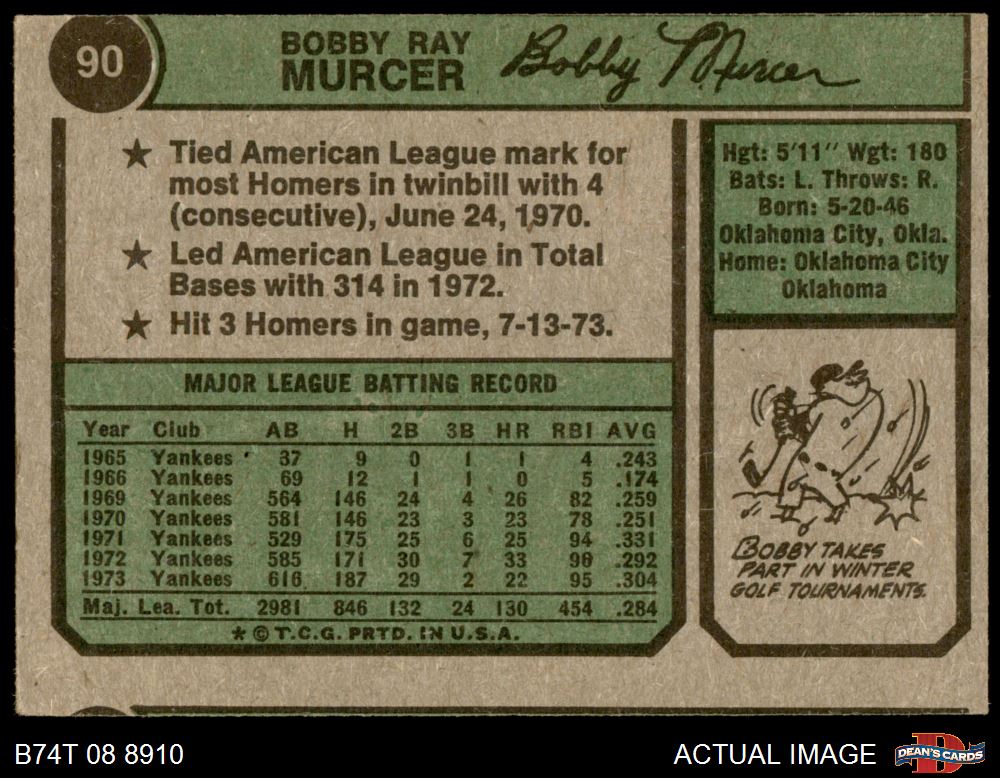 90
BOBBY RAY
MURCER
Bobby Murcer
★ Tied American League mark for
most Homers in twinbill with 4
(consecutive), June 24, 1970.
★ Led American League in Total
Bases with 314 in 1972.
★ Hit 3 Homers in game, 7-13-73.
Hgt: 5'11" Wgt: 180
Bats: L. Throws: R.
Born: 5-20-46
Oklahoma City, Okla.
Home: Oklahoma City
Oklahoma
MAJOR LEAGUE BATTING RECORD
Year Club AB H 2B 3B HR RBI AVG
1965 Yankees 37 9 0 1 1 4 .243
1966 Yankees 69 12 1 1 0 5 .174
1969 Yankees 564 146 24 4 26 82 .259
1970 Yankees 581 146 23 3 23 78 .251
1971 Yankees 529 175 25 6 25 94 .331
1972 Yankees 585 171 30 7 33 96 .292
1973 Yankees 616 187 29 2 22 95 .304
Maj. Lea. Tot. 2981 846 132 24 130 454 .284
* © T.C.G. PRTD. IN U.S.A.
BOBBY TAKES
PART IN WINTER
GOLF TOURNAMENTS.
B74T 08 8910
ACTUAL IMAGE
DEAN'S CARDS